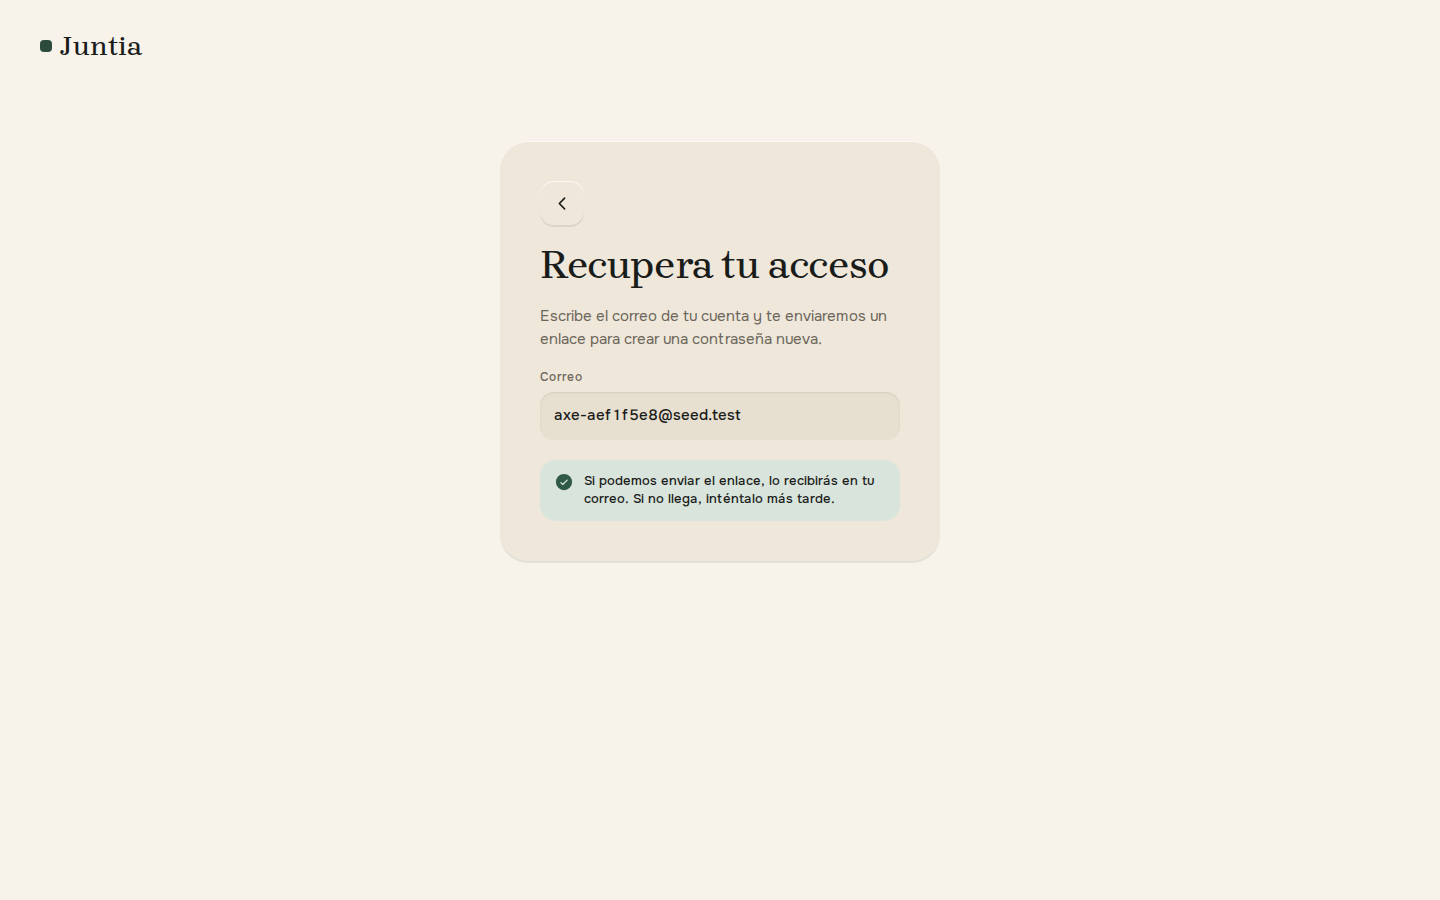 Juntia
Recupera tu acceso
Escribe el correo de tu cuenta y te enviaremos un
enlace para crear una contraseña nueva.
Correo
axe-aef1f5e8@seed.test
Si podemos enviar el enlace, lo recibirás en tu
correo. Si no llega, inténtalo más tarde.